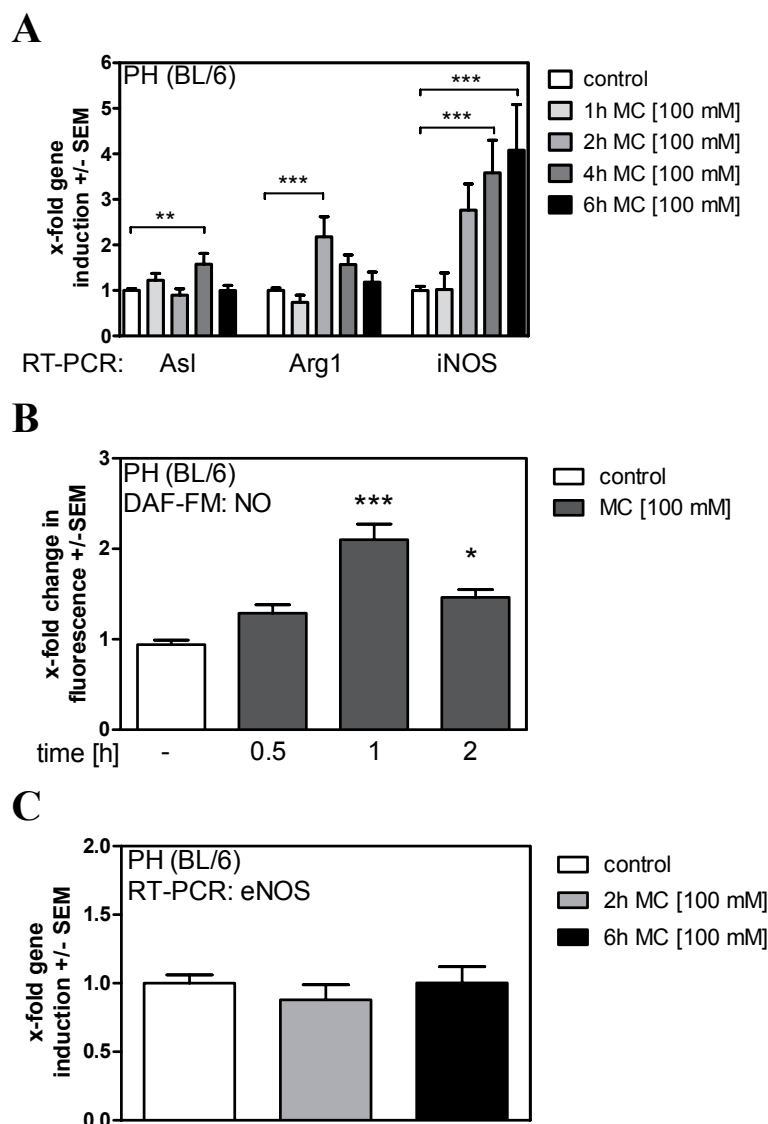 A
PH (BL/6)
x-fold gene
induction +/- SEM
6
5
4
3
2
1
0
**
***
***
***
control
1h MC [100 mM]
2h MC [100 mM]
4h MC [100 mM]
6h MC [100 mM]
RT-PCR: Asl Arg1 iNOS
B
PH (BL/6)
DAF-FM: NO
x-fold change in
fluorescence +/-SEM
3
2
1
0
***
*
control
MC [100 mM]
time [h] - 0.5 1 2
C
PH (BL/6)
RT-PCR: eNOS
x-fold gene
induction +/- SEM
2.0
1.5
1.0
0.5
0.0
control
2h MC [100 mM]
6h MC [100 mM]